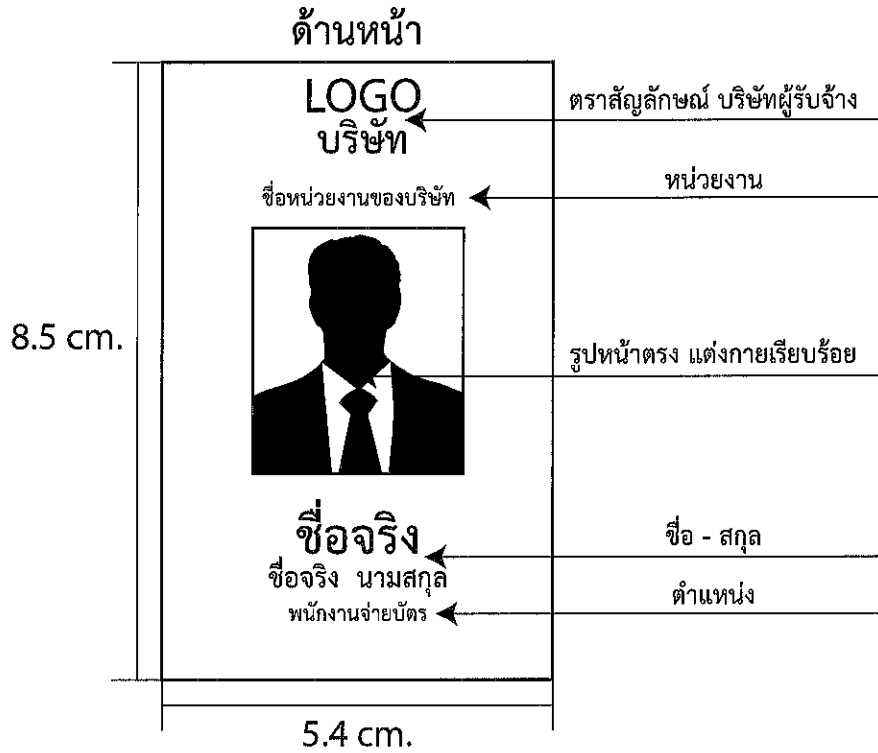 ด้านหน้า
LOGO
บริษัท
ตราสัญลักษณ์ บริษัทผู้รับจ้าง
ชื่อหน่วยงานของบริษัท
หน่วยงาน
8.5 cm.
รูปหน้าตรง แต่งกายเรียบร้อย
ชื่อจริง
ชื่อ - สกุล
ชื่อจริง นามสกุล
พนักงานจ่ายบัตร
ตำแหน่ง
5.4 cm.